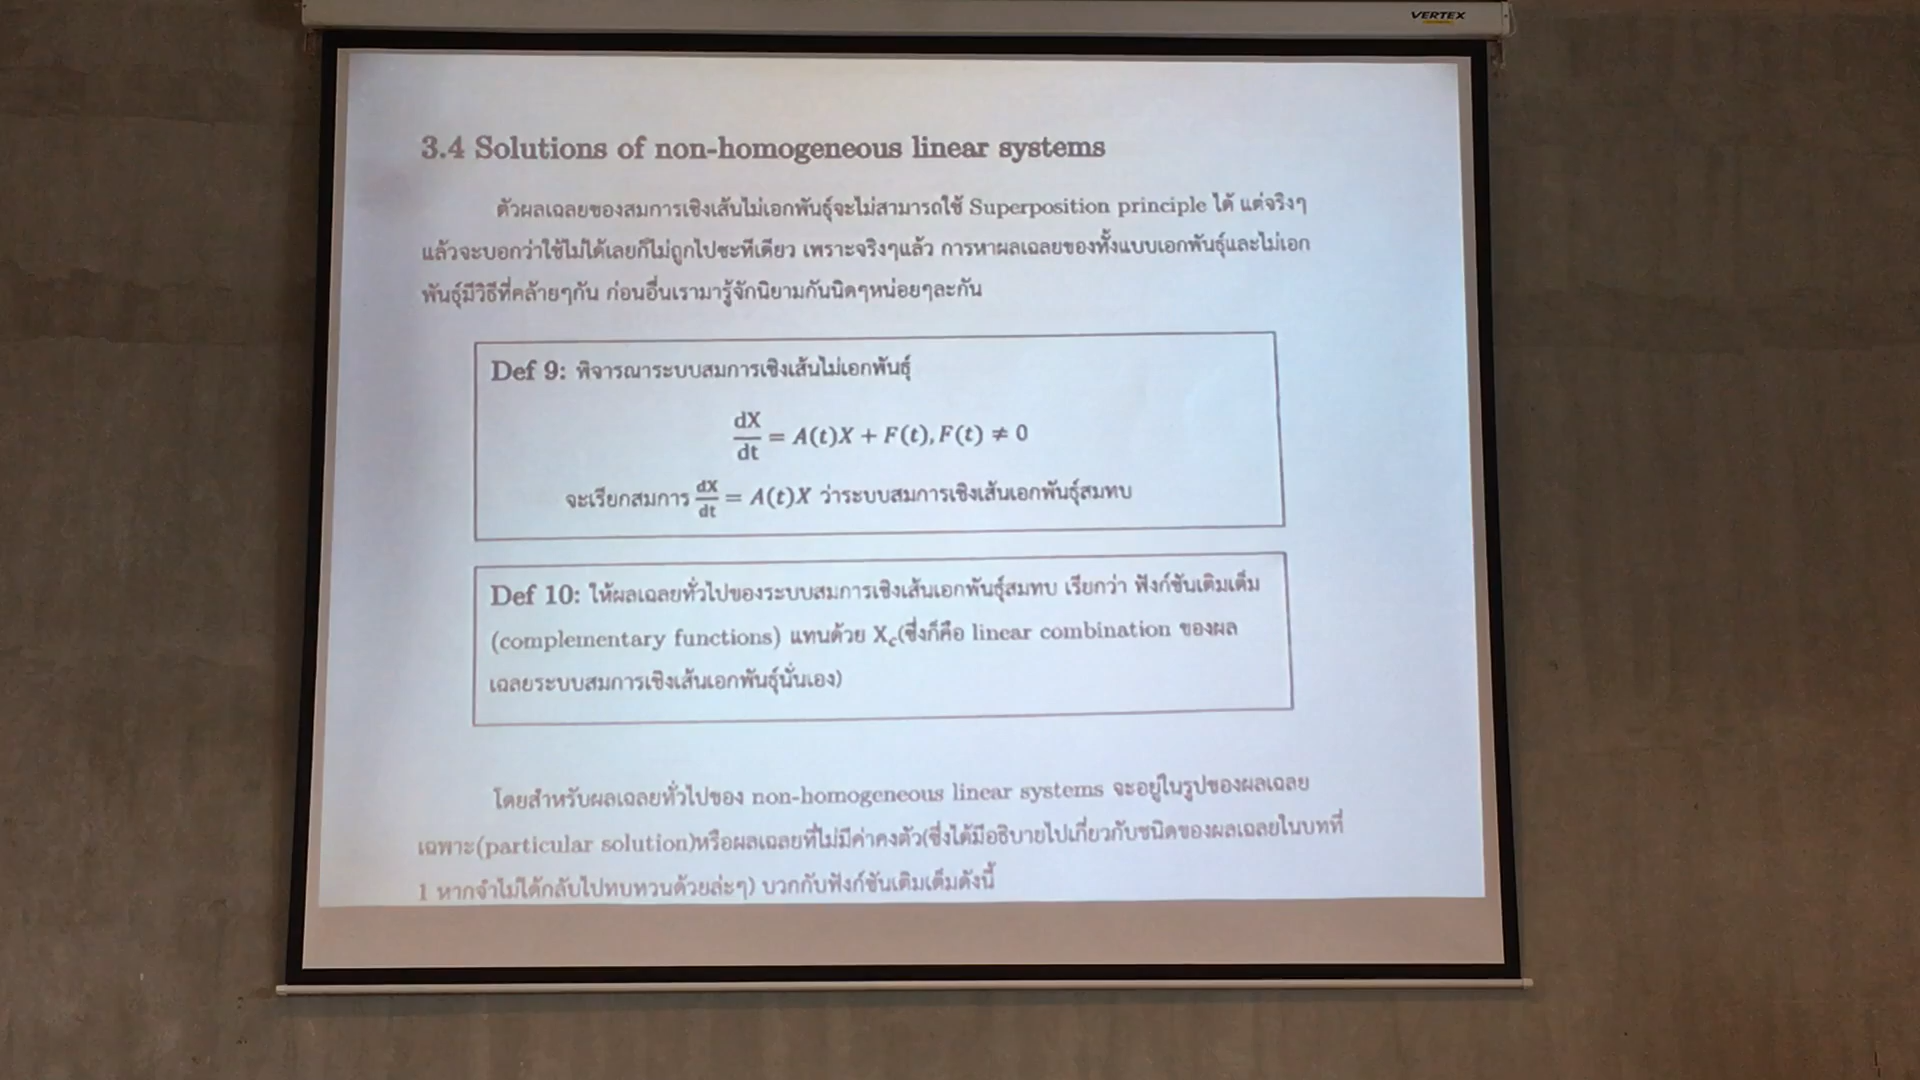 VERTEX
3.4 Solutions of non-homogeneous linear systems
ตัวผลเฉลยของสมการเชิงเส้นไม่เอกพันธุ์จะไม่สามารถใช้ Superposition principle ได้ แต่จริงๆ
แล้วจะบอกว่าใช้ไม่ได้เลยก็ไม่ถูกไปซะทีเดียว เพราะจริงๆแล้ว การหาผลเฉลยของทั้งแบบเอกพันธุ์และไม่เอก
พันธุ์มีวิธีที่คล้ายๆกัน ก่อนอื่นเรามารู้จักนิยามกันนิดๆหน่อยๆละกัน
Def 9: พิจารณาระบบสมการเชิงเส้นไม่เอกพันธุ์
dX/dt = A(t)X + F(t), F(t) ≠ 0
จะเรียกสมการ dX/dt = A(t)X ว่าระบบสมการเชิงเส้นเอกพันธุ์สมทบ
Def 10: ให้ผลเฉลยทั่วไปของระบบสมการเชิงเส้นเอกพันธุ์สมทบ เรียกว่า ฟังก์ชันเติมเต็ม
(complementary functions) แทนด้วย X_c(ซึ่งก็คือ linear combination ของผล
เฉลยระบบสมการเชิงเส้นเอกพันธุ์นั่นเอง)
โดยสำหรับผลเฉลยทั่วไปของ non-homogeneous linear systems จะอยู่ในรูปของผลเฉลย
เฉพาะ(particular solution)หรือผลเฉลยที่ไม่มีค่าคงตัว(ซึ่งได้มีอธิบายไปเกี่ยวกับชนิดของผลเฉลยในบทที่
1 หากจำไม่ได้กลับไปทบทวนด้วยล่ะๆ) บวกกับฟังก์ชันเติมเต็มดังนี้